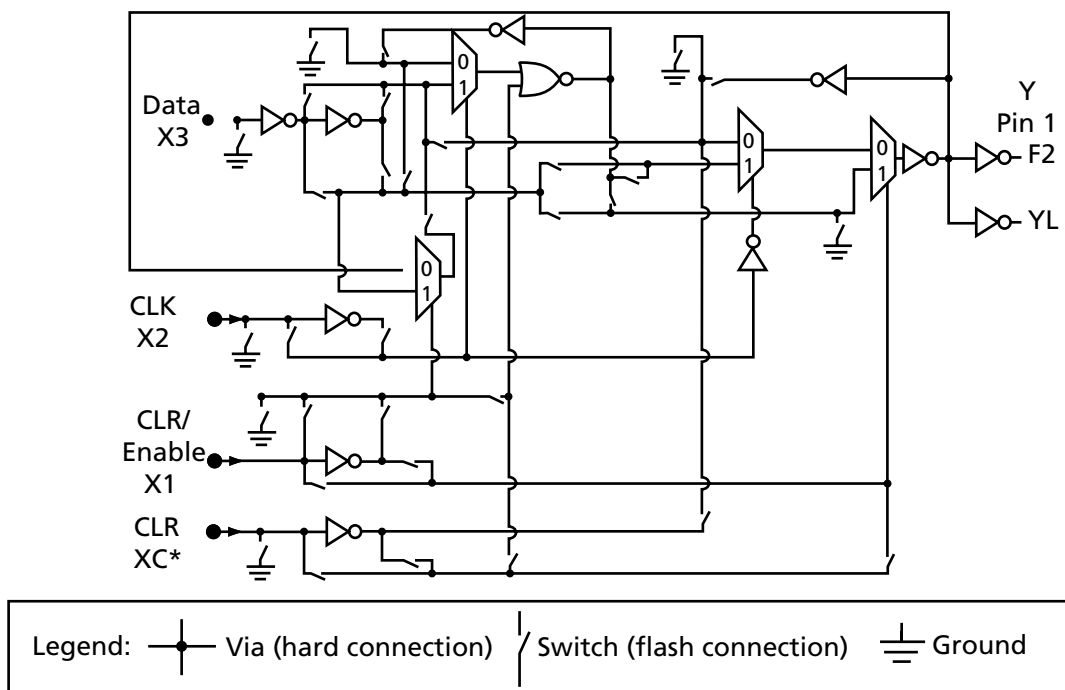 0
1
Data
X3
0
1
0
1
Y
Pin 1
F2
YL
0
1
CLK
X2
CLR/
Enable
X1
CLR
XC*
Legend: Via (hard connection) Switch (flash connection) Ground